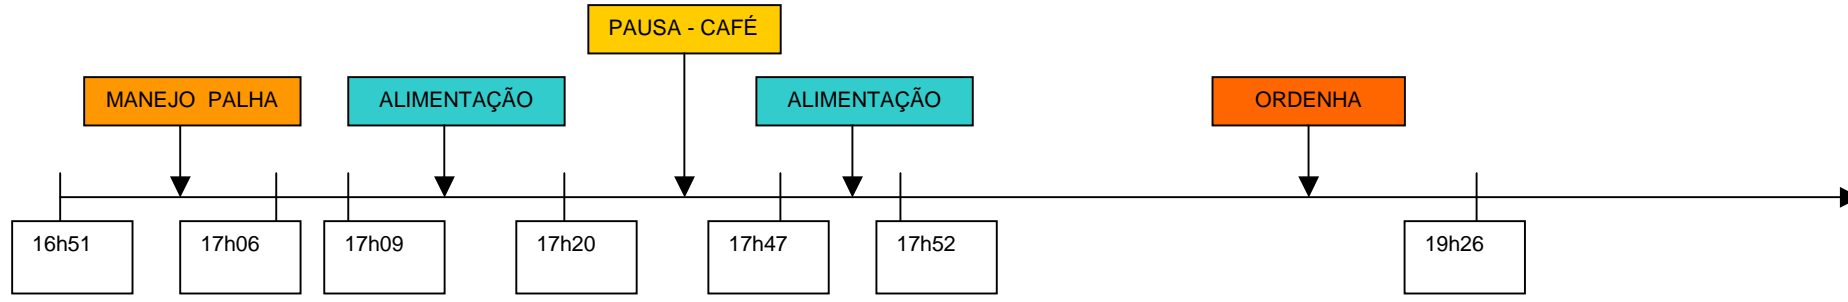 PAUSA - CAFÉ
MANEJO  PALHA
ALIMENTAÇÃO
ALIMENTAÇÃO
ORDENHA
16h51
17h06
17h09
17h20
17h47
17h52
19h26